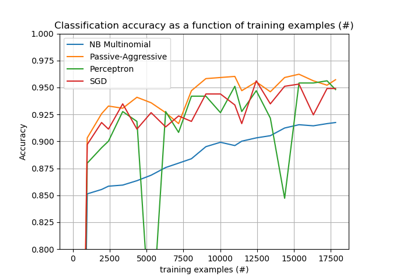 Classification accuracy as a function of training examples (#)
NB Multinomial
Passive-Aggressive
Perceptron
SGD
Accuracy
1.000
0.975
0.950
0.925
0.900
0.875
0.850
0.825
0.800
0 2500 5000 7500 10000 12500 15000 17500
training examples (#)